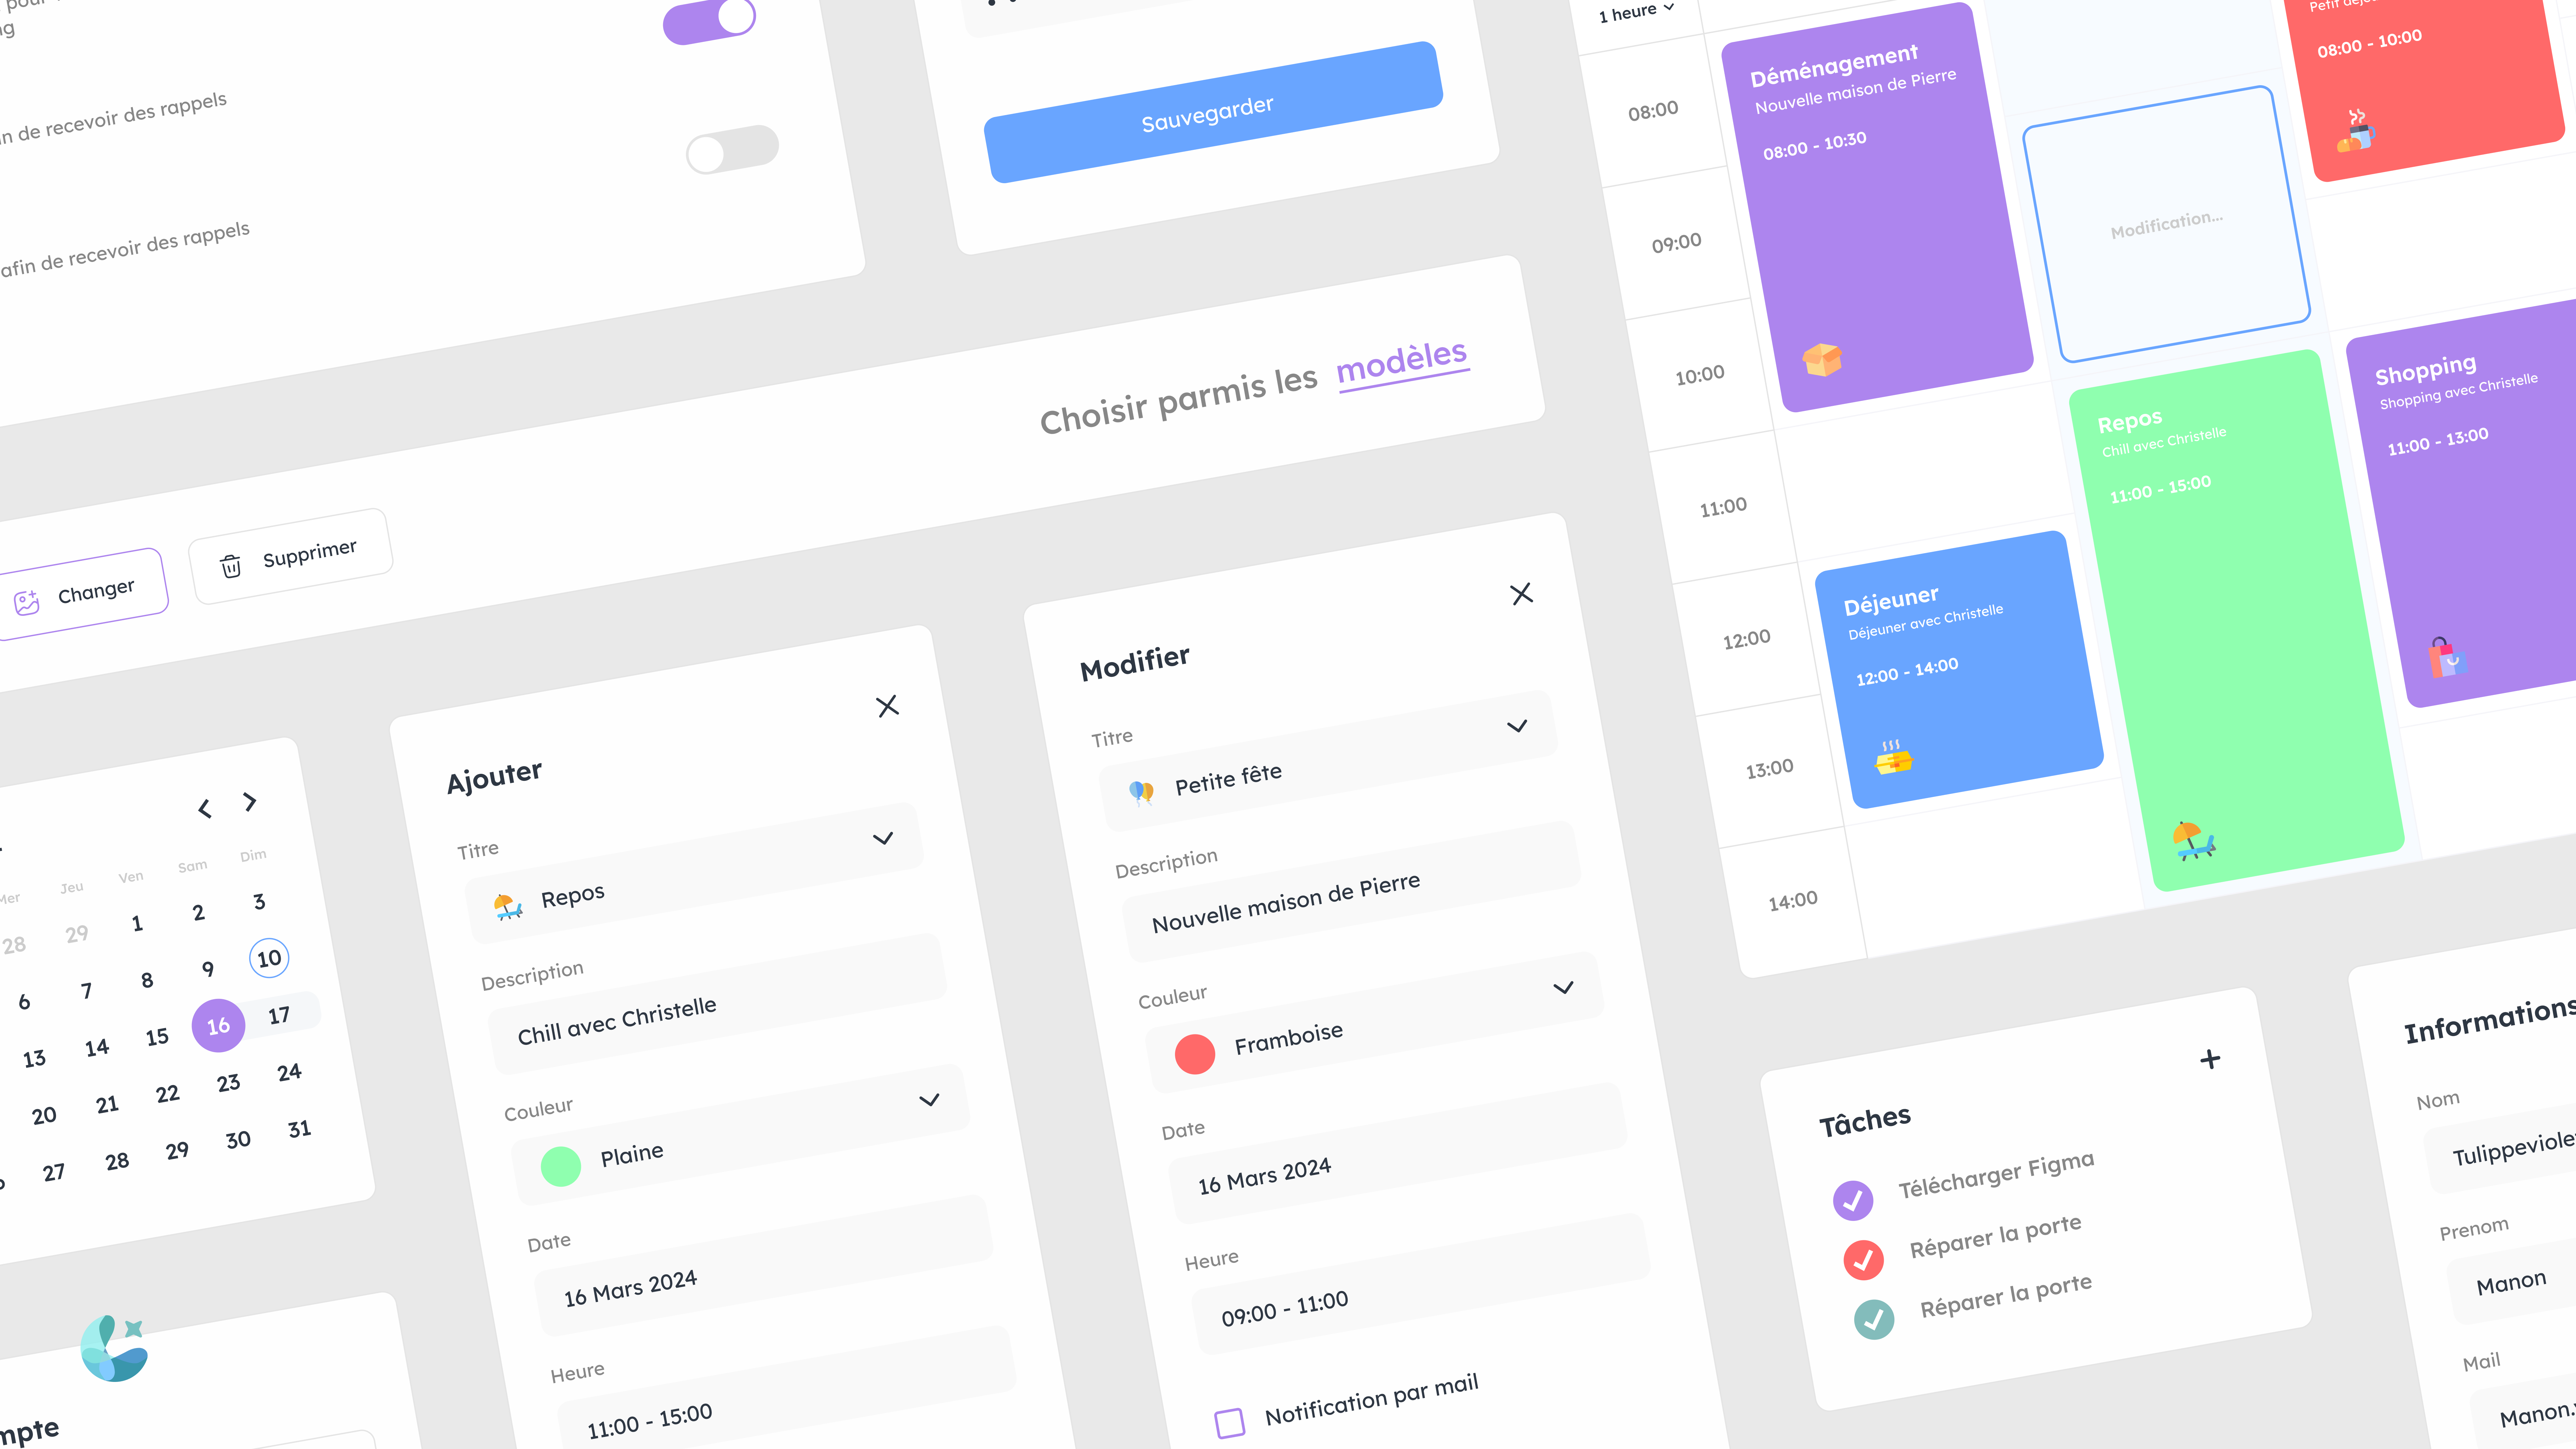 pour
n de recevoir des rappels
afin de recevoir des rappels
Sauvegarder
Choisir parmis les modèles
Changer
Supprimer
Mer Jeu Ven Sam Dim
28 29 1 2 3
6 7 8 9 10
13 14 15 16 17
20 21 22 23 24
27 28 29 30 31
mpte
Ajouter
Titre
Repos
Description
Chill avec Christelle
Couleur
Plaine
Date
16 Mars 2024
Heure
11:00 - 15:00
Modifier
Titre
Petite fête
Description
Nouvelle maison de Pierre
Couleur
Framboise
Date
16 Mars 2024
Heure
09:00 - 11:00
Notification par mail
1 heure
08:00
09:00
10:00
11:00
12:00
13:00
14:00
Déménagement
Nouvelle maison de Pierre
08:00 - 10:30
Déjeuner
Déjeuner avec Christelle
12:00 - 14:00
Modification...
Repos
Chill avec Christelle
11:00 - 15:00
Petit déje
08:00 - 10:00
Shopping
Shopping avec Christelle
11:00 - 13:00
Tâches
Télécharger Figma
Réparer la porte
Réparer la porte
Informations
Nom
Tulippeviole
Prenom
Manon
Mail
Manon.